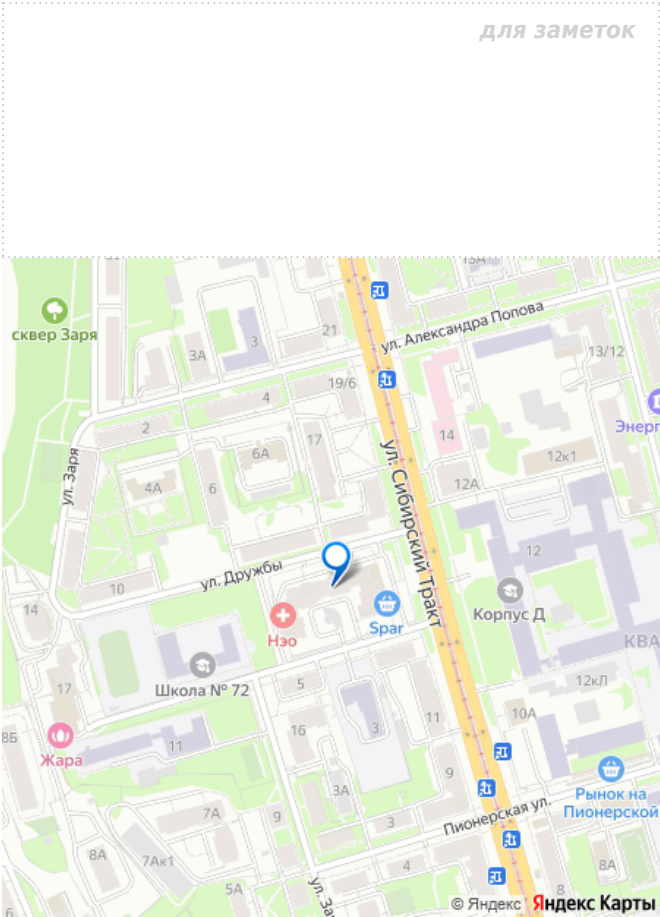 для заметок
13А
сквер Заря
21
ул. Александра Попова
3
3А
13/12
19/6
4
2
17
14
Энерг
ул. Заря
6А
12к1
4А
6
12А
ул. Сибирский Тракт
12
ул. Дружбы
10
14
Корпус Д
Spar
Нэо
КВА
Школа № 72
5
17
12кЛ
10А
11
16
3
8Б
Жара
11
9
3А
Рынок на
Пионерской
7А
9
3
Пионерская ул.
8А
7Ак1
4
8А
5А
ул. За
8
© Яндекс Яндекс Карты